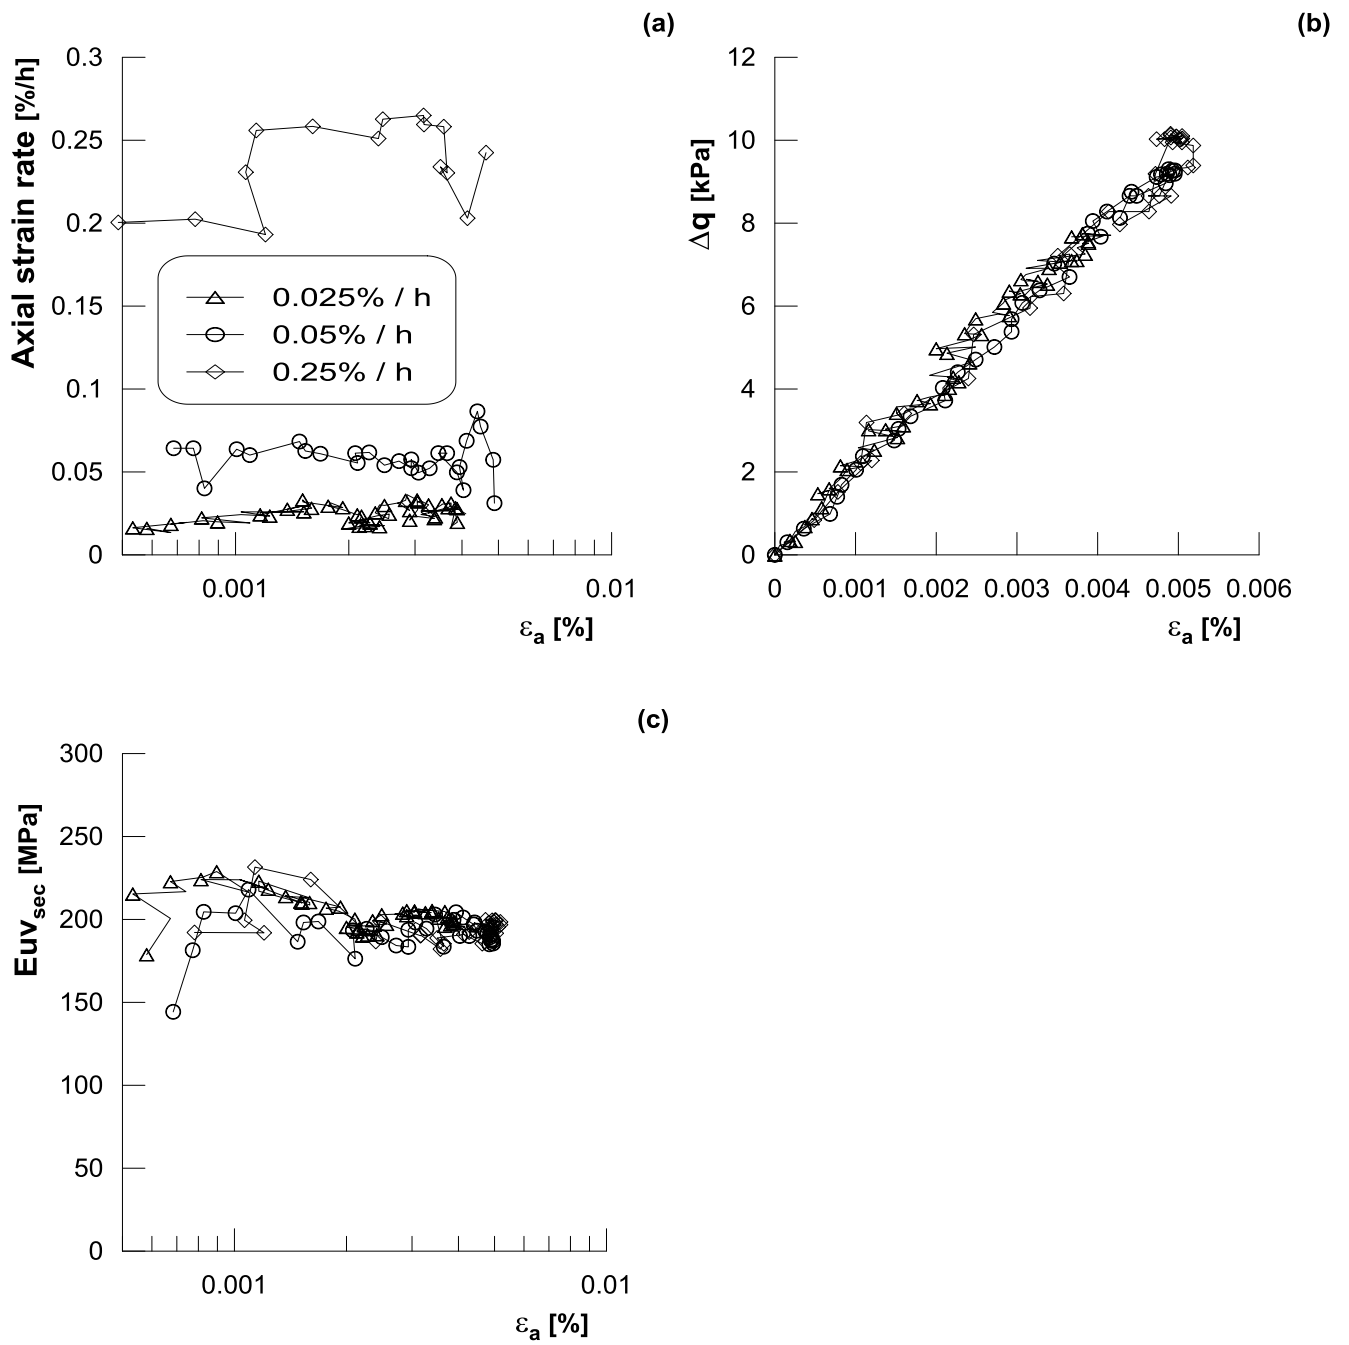 (a)
Axial strain rate [%/h]
0.3
0.25
0.2
0.15
0.1
0.05
0
0.025% / h
0.05% / h
0.25% / h
0.001 0.01
εa [%]
(b)
Δq [kPa]
12
10
8
6
4
2
0
0 0.001 0.002 0.003 0.004 0.005 0.006
εa [%]
(c)
Euvsec [MPa]
300
250
200
150
100
50
0
0.001 0.01
εa [%]